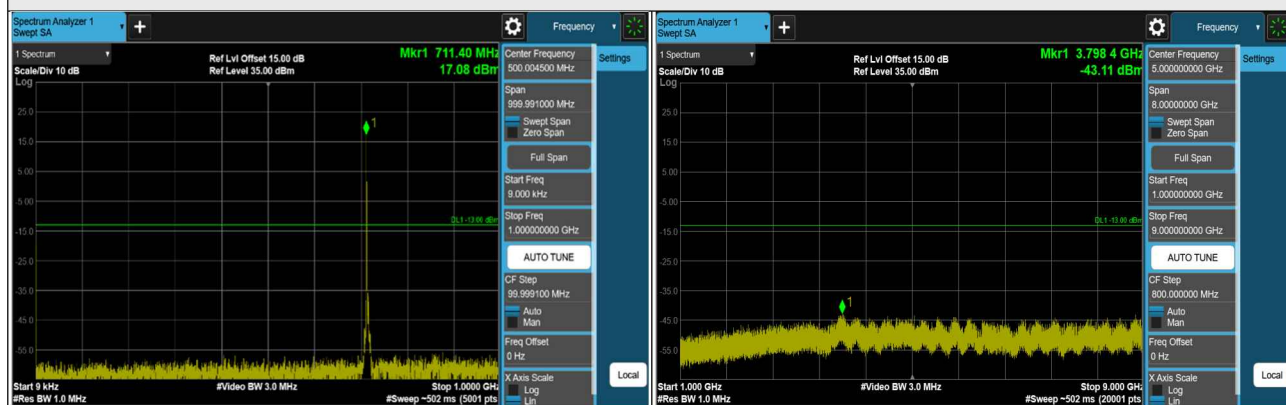 Spectrum Analyzer 1
Swept SA
+
Frequency
1 Spectrum
Scale/Div 10 dB
Log
Ref Lvl Offset 15.00 dB
Ref Level 35.00 dBm
Mkr1 711.40 MHz
17.08 dBm
25.0
15.0
5.00
-5.00
-15.0
-25.0
-35.0
-45.0
-55.0
1
DL1 -13.00 dBm
Start 9 kHz
#Res BW 1.0 MHz
#Video BW 3.0 MHz
Stop 1.0000 GHz
#Sweep ~502 ms (5001 pts)
Center Frequency
500.004500 MHz
Span
999.991000 MHz
Swept Span
Zero Span
Full Span
Start Freq
9.000 kHz
Stop Freq
1.000000000 GHz
AUTO TUNE
CF Step
99.999100 MHz
Auto
Man
Freq Offset
0 Hz
X Axis Scale
Log
Lin
Settings
Local
Spectrum Analyzer 1
Swept SA
+
Frequency
1 Spectrum
Scale/Div 10 dB
Log
Ref Lvl Offset 15.00 dB
Ref Level 35.00 dBm
Mkr1 3.798 4 GHz
-43.11 dBm
25.0
15.0
5.00
-5.00
-15.0
-25.0
-35.0
-45.0
-55.0
1
DL1 -13.00 dBm
Start 1.000 GHz
#Res BW 1.0 MHz
#Video BW 3.0 MHz
Stop 9.000 GHz
#Sweep ~502 ms (20001 pts)
Center Frequency
5.000000000 GHz
Span
8.00000000 GHz
Swept Span
Zero Span
Full Span
Start Freq
1.000000000 GHz
Stop Freq
9.000000000 GHz
AUTO TUNE
CF Step
800.000000 MHz
Auto
Man
Freq Offset
0 Hz
X Axis Scale
Log
Lin
Settings
Local